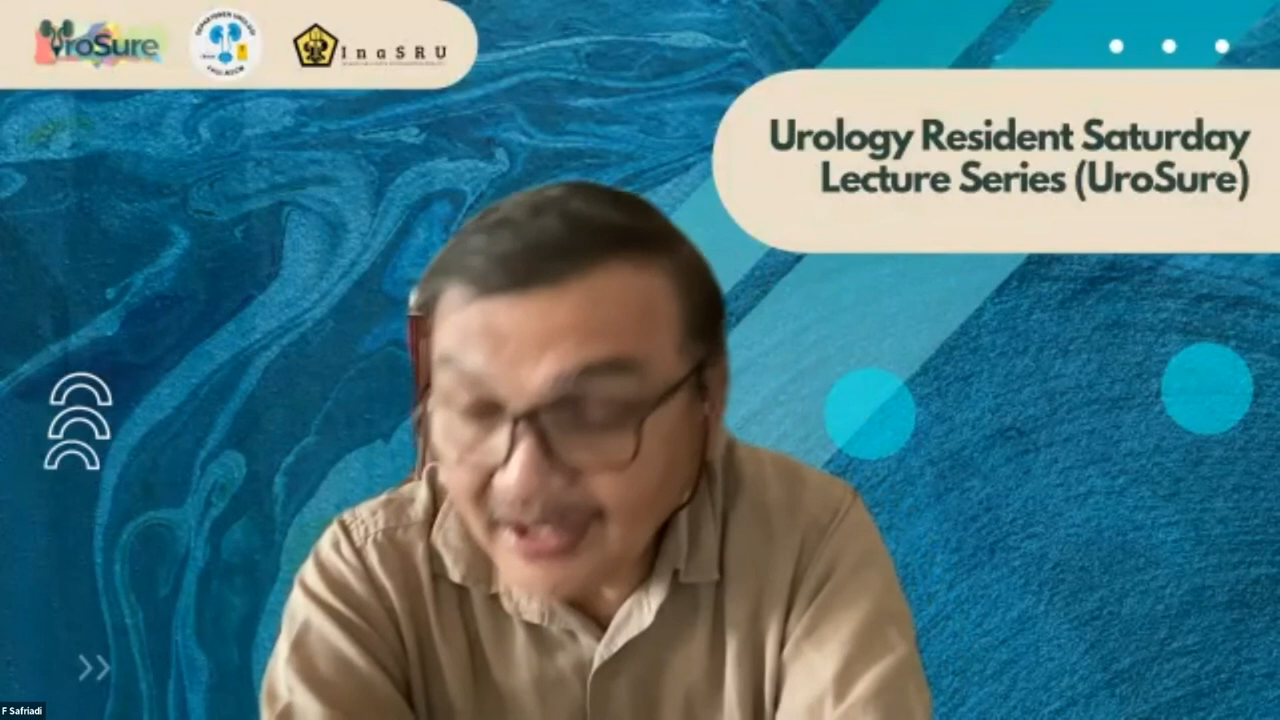 UroSure
InaSRU
Urology Resident Saturday
Lecture Series (UroSure)
F Safriadi